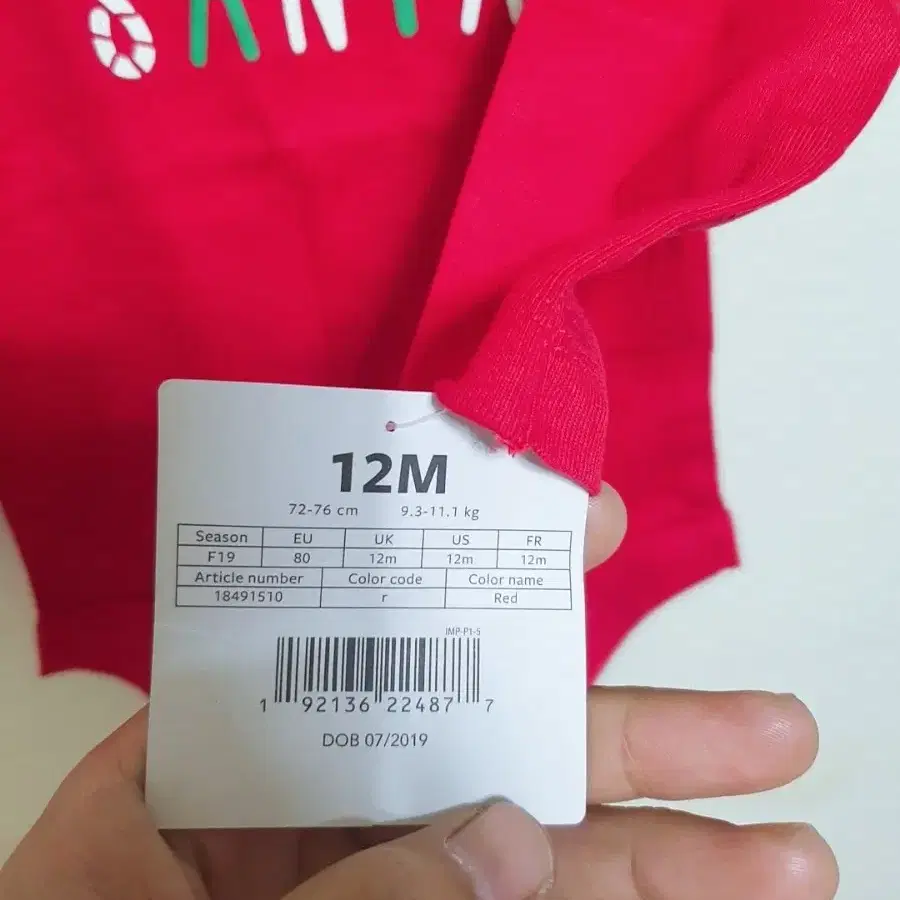 SANTA
12M
72-76 cm 9.3-11.1 kg
Season EU UK US FR
F19 80 12m 12m 12m
Article number Color code Color name
18491510 r Red
IMP-P1-5
1 92136 22487 7
DOB 07/2019